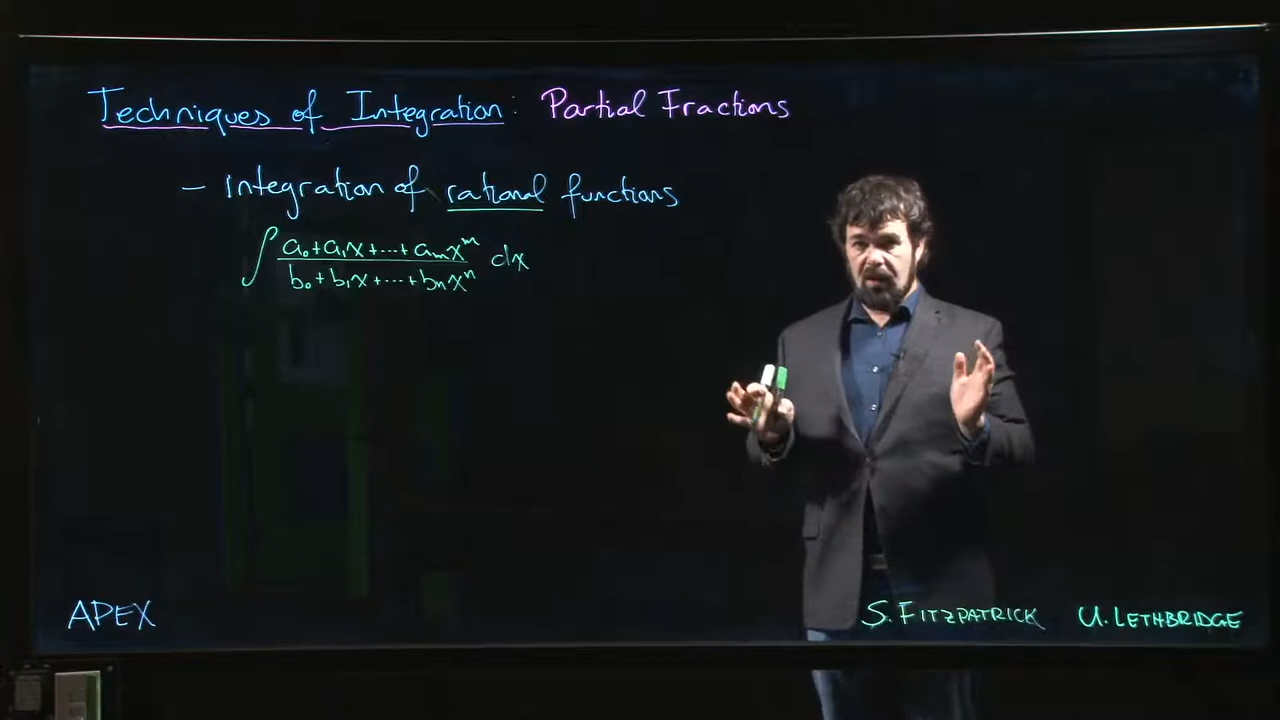 Techniques of Integration: Partial Fractions
- Integration of rational functions
∫ (a₀+a₁x+⋯+aₘxᵐ)/(b₀+b₁x+⋯+bₙxⁿ) dx
APEX
S. FITZPATRICK U. LETHBRIDGE